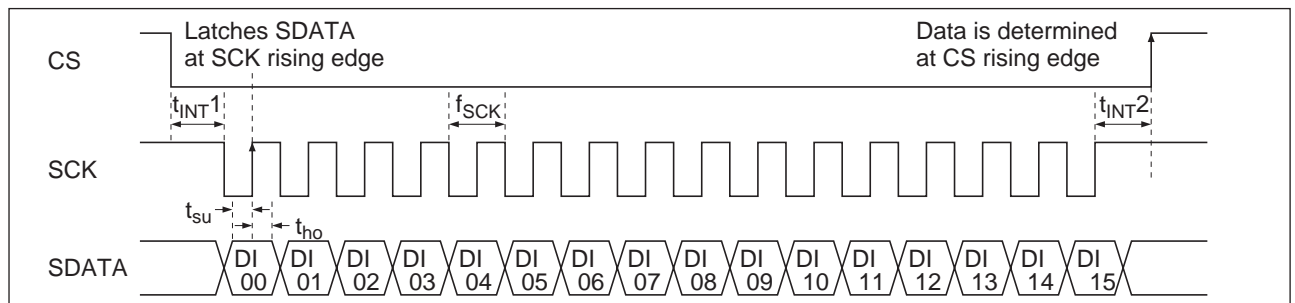 Latches SDATA
at SCK rising edge
Data is determined
at CS rising edge
CS
tINT1
fSCK
tINT2
SCK
tsu
tho
SDATA
DI 00
DI 01
DI 02
DI 03
DI 04
DI 05
DI 06
DI 07
DI 08
DI 09
DI 10
DI 11
DI 12
DI 13
DI 14
DI 15